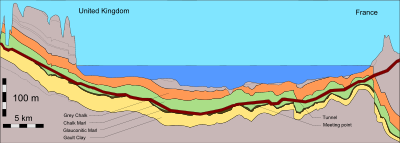 United Kingdom
France
100 m
5 km
Grey Chalk
Chalk Marl
Glauconitic Marl
Gault Clay
Tunnel
Meeting point